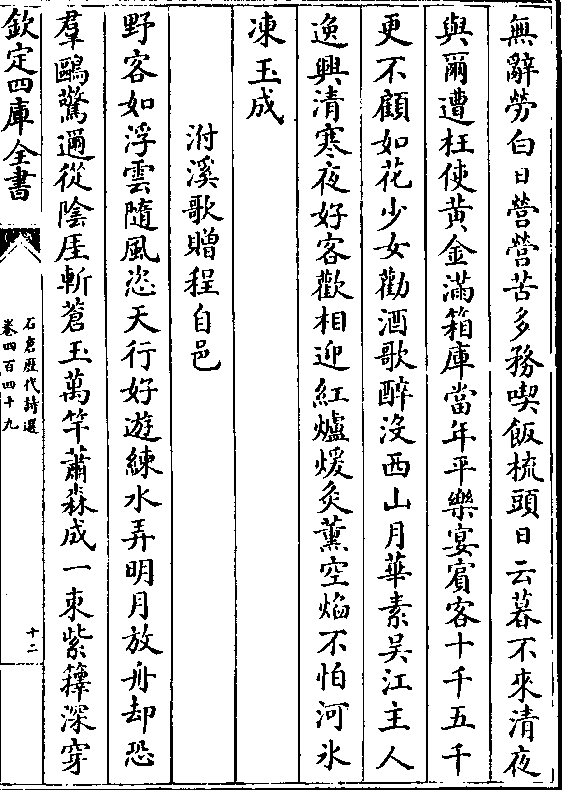 無辭勞白日營營苦多務喫飯梳頭日云暮不來清夜
與爾遭枉使黄金滿箱庫當年平樂宴賓客十千五千
更不顧如花少女勸酒歌醉没西山月華素吴江主人
逸興清寒夜好客歡相迎紅爐煖炙薰空焰不怕河氷
凍玉成
泭溪歌贈程自邑
野客如浮雲隨風恣天行好遊練水弄明月放舟却恐
羣鷗驚邇從陰厓斬蒼玉萬竿蕭森成一束紫籜深穿
欽定四庫全書
石倉歴代詩選
卷四百四十九
十二